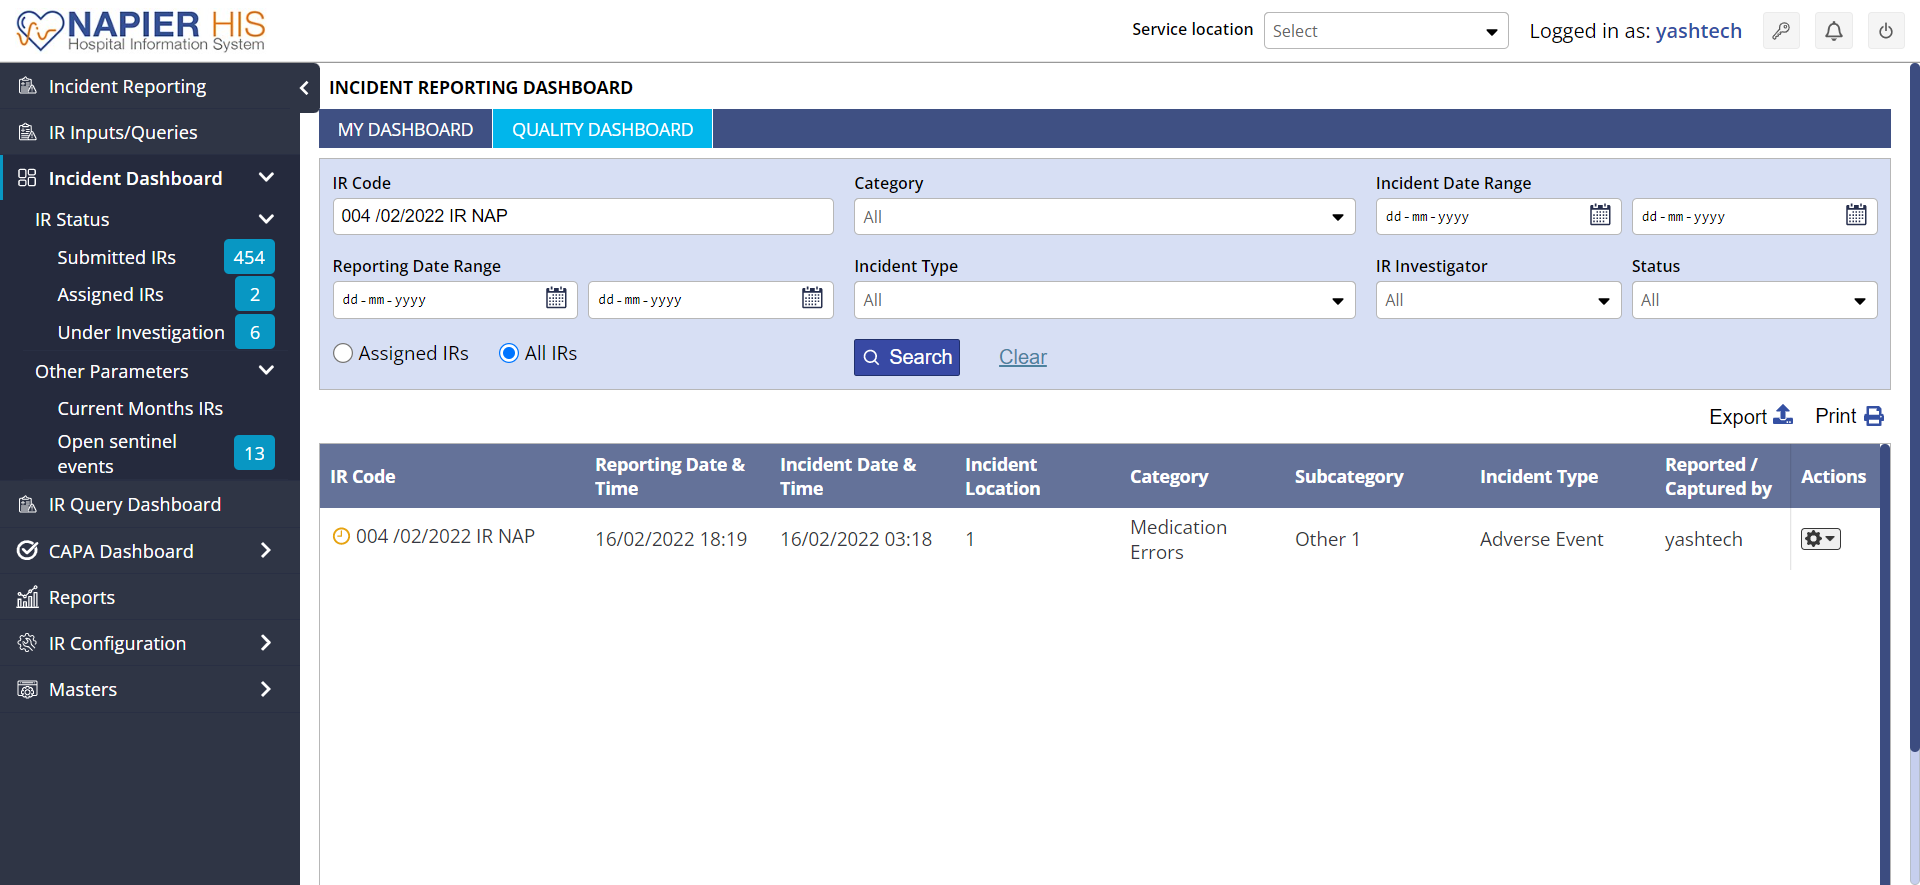 NAPIER HIS
Hospital Information System
Service location
Select
Logged in as: yashtech
Incident Reporting
IR Inputs/Queries
Incident Dashboard
IR Status
Submitted IRs 454
Assigned IRs 2
Under Investigation 6
Other Parameters
Current Months IRs
Open sentinel
events
13
IR Query Dashboard
CAPA Dashboard
Reports
IR Configuration
Masters
INCIDENT REPORTING DASHBOARD
MY DASHBOARD QUALITY DASHBOARD
IR Code Category Incident Date Range
004 /02/2022 IR NAP All dd-mm-yyyy dd-mm-yyyy
Reporting Date Range Incident Type IR Investigator Status
dd-mm-yyyy dd-mm-yyyy All All All
Assigned IRs All IRs Search Clear
Export Print
IR Code
Reporting Date &
Time
Incident Date &
Time
Incident
Location
Category
Subcategory
Incident Type
Reported /
Captured by
Actions
004 /02/2022 IR NAP
16/02/2022 18:19
16/02/2022 03:18
1
Medication
Errors
Other 1
Adverse Event
yashtech